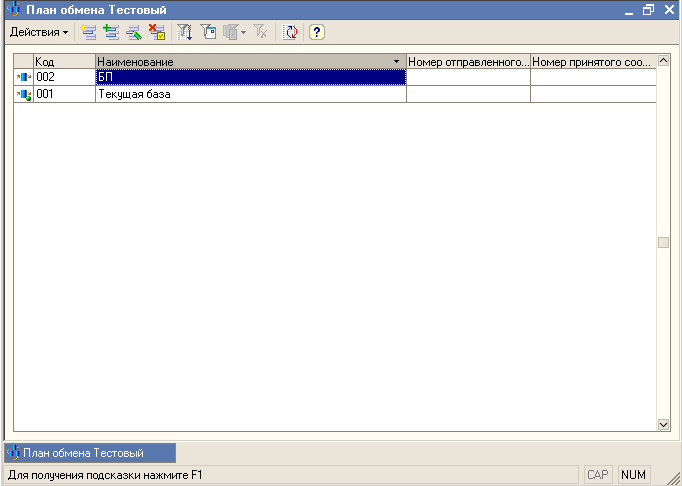 План обмена Тестовый
Действия
Код Наименование Номер отправленного... Номер принятого соо...
002 БП
001 Текущая база
План обмена Тестовый
Для получения подсказки нажмите F1 CAP NUM